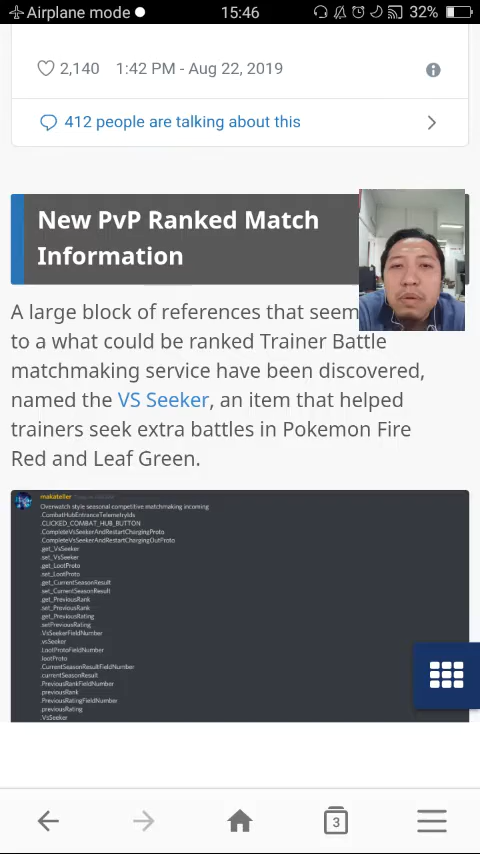 Airplane mode
15:46
32%
2,140 1:42 PM - Aug 22, 2019
412 people are talking about this
New PvP Ranked Match
Information
A large block of references that seem
to a what could be ranked Trainer Battle
matchmaking service have been discovered,
named the VS Seeker, an item that helped
trainers seek extra battles in Pokemon Fire
Red and Leaf Green.
makateller
Overwatch style seasonal competitive matchmaking incoming
.CombatHubEntranceTelemetryIds
.CLICKED_COMBAT_HUB_BUTTON
.CompleteVsSeekerAndRestartChargingProto
.CompleteVsSeekerAndRestartChargingOutProto
.get_VsSeeker
.set_VsSeeker
.get_LootProto
.set_LootProto
.get_CurrentSeasonResult
.set_CurrentSeasonResult
.get_PreviousRank
.set_PreviousRank
.get_PreviousRating
.setPreviousRating
.VsSeekerFieldNumber
.vsSeeker
.LootProtoFieldNumber
.lootProto
.CurrentSeasonResultFieldNumber
.currentSeasonResult
.PreviousRankFieldNumber
.previousRank
.PreviousRatingFieldNumber
.previousRating
.VsSeeker
3